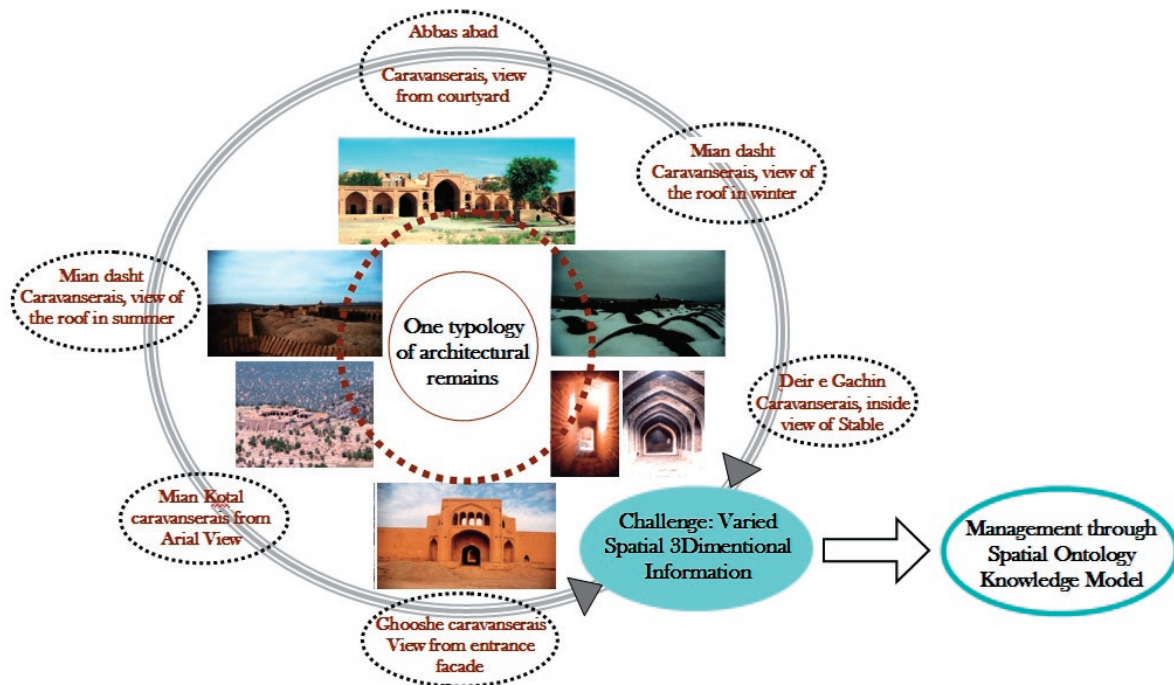 Abbas abad
Caravanserais, view
from courtyard
Mian dasht
Caravanserais, view of
the roof in winter
Mian dasht
Caravanserais, view of
the roof in summer
One typology
of architectural
remains
Deir e Gachin
Caravanserais, inside
view of Stable
Mian Kotal
caravanserais from
Arial View
Challenge: Varied
Spatial 3Dimentional
Information
Management through
Spatial Ontology
Knowledge Model
Ghooshe caravanserais
View from entrance
facade